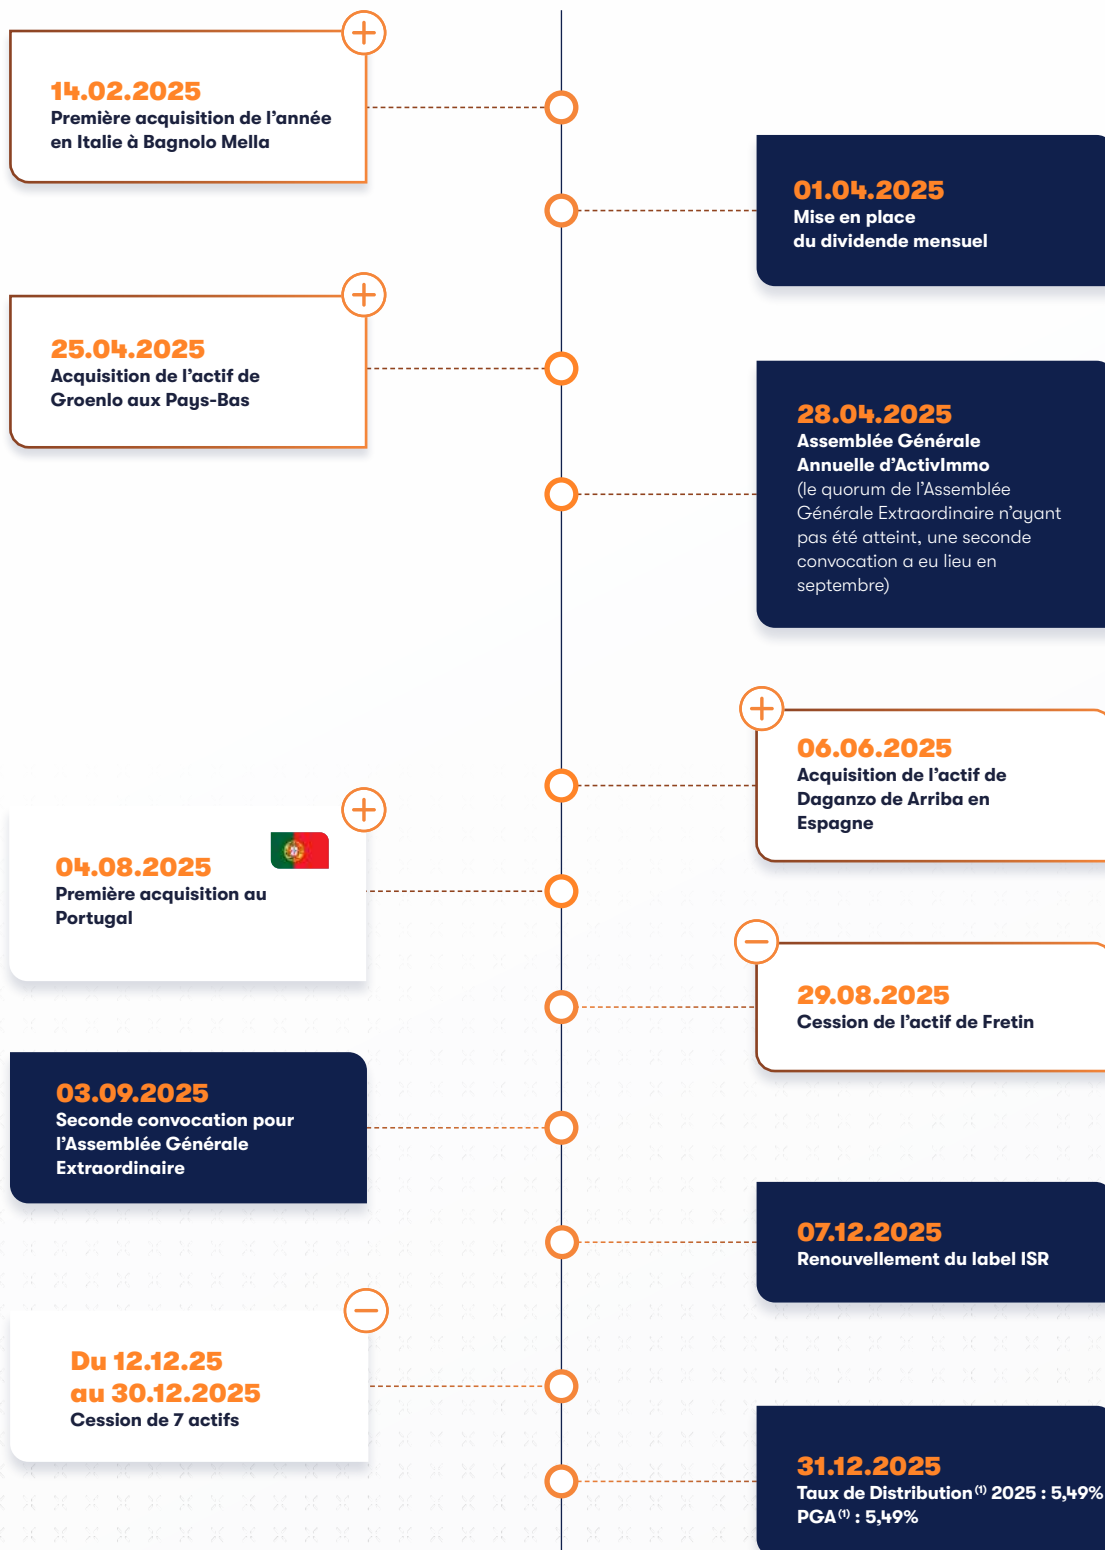 14.02.2025
Première acquisition de l'année
en Italie à Bagnolo Mella
01.04.2025
Mise en place
du dividende mensuel
25.04.2025
Acquisition de l'actif de
Groenlo aux Pays-Bas
28.04.2025
Assemblée Générale
Annuelle d'ActivImmo
(le quorum de l'Assemblée
Générale Extraordinaire n'ayant
pas été atteint, une seconde
convocation a eu lieu en
septembre)
06.06.2025
Acquisition de l'actif de
Daganzo de Arriba en
Espagne
04.08.2025
Première acquisition au
Portugal
29.08.2025
Cession de l'actif de Fretin
03.09.2025
Seconde convocation pour
l'Assemblée Générale
Extraordinaire
07.12.2025
Renouvellement du label ISR
Du 12.12.25
au 30.12.2025
Cession de 7 actifs
31.12.2025
Taux de Distribution⁽¹⁾ 2025 : 5,49%
PGA⁽¹⁾ : 5,49%